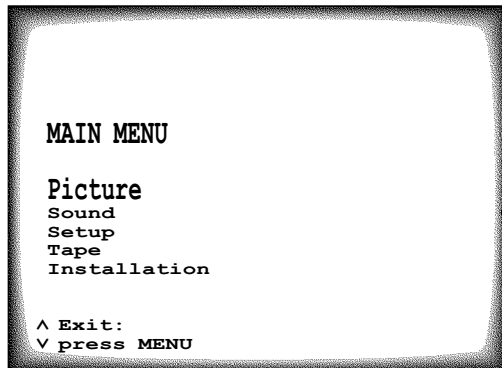 MAIN MENU
Picture
Sound
Setup
Tape
Installation
∧ Exit:
∨ press MENU